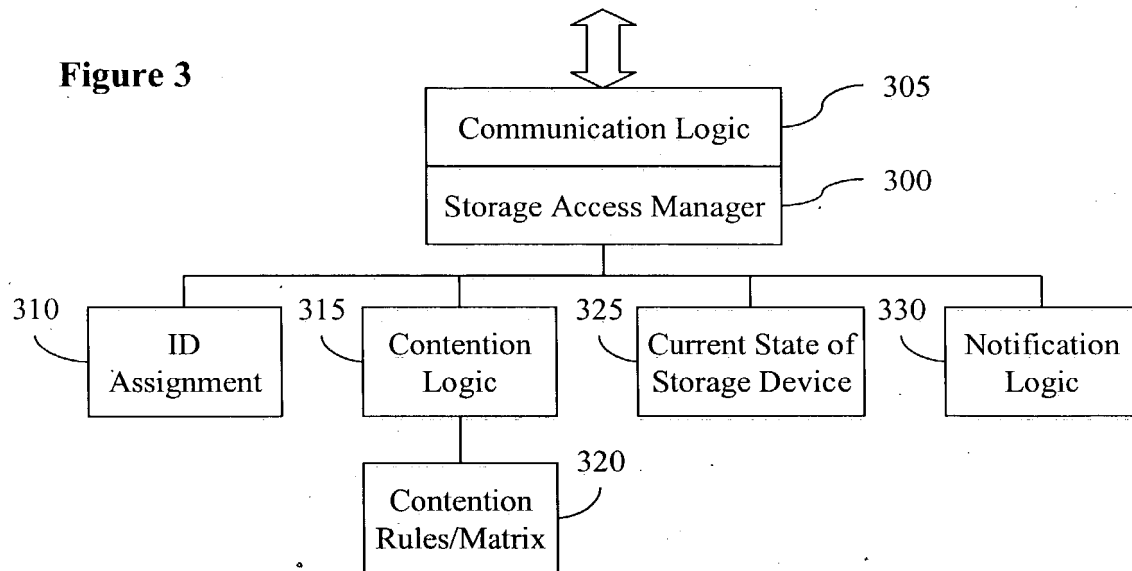 Figure 3
305
Communication Logic
300
Storage Access Manager
310
ID
Assignment
315
Contention
Logic
325
Current State of
Storage Device
330
Notification
Logic
320
Contention
Rules/Matrix